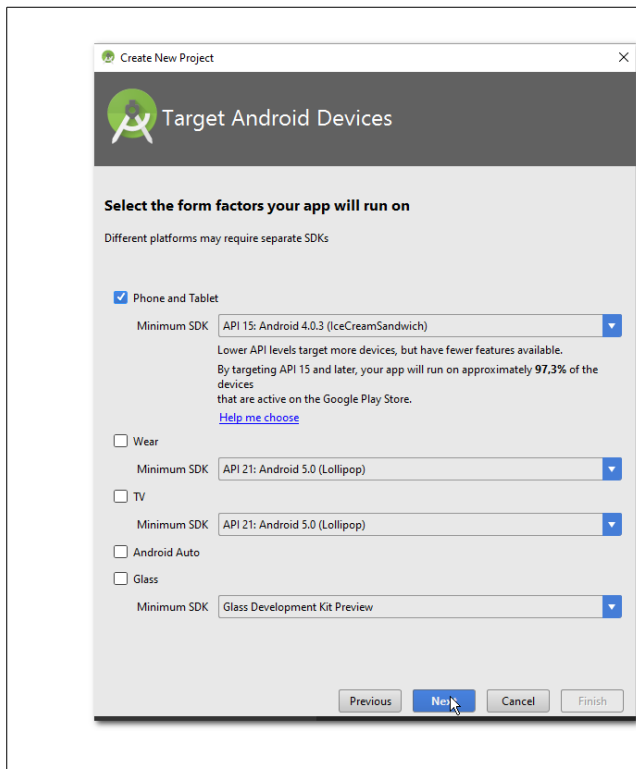 Create New Project
Target Android Devices
Select the form factors your app will run on
Different platforms may require separate SDKs
Phone and Tablet
Minimum SDK API 15: Android 4.0.3 (IceCreamSandwich)
Lower API levels target more devices, but have fewer features available.
By targeting API 15 and later, your app will run on approximately 97,3% of the
devices
that are active on the Google Play Store.
Help me choose
Wear
Minimum SDK API 21: Android 5.0 (Lollipop)
TV
Minimum SDK API 21: Android 5.0 (Lollipop)
Android Auto
Glass
Minimum SDK Glass Development Kit Preview
Previous Next Cancel Finish